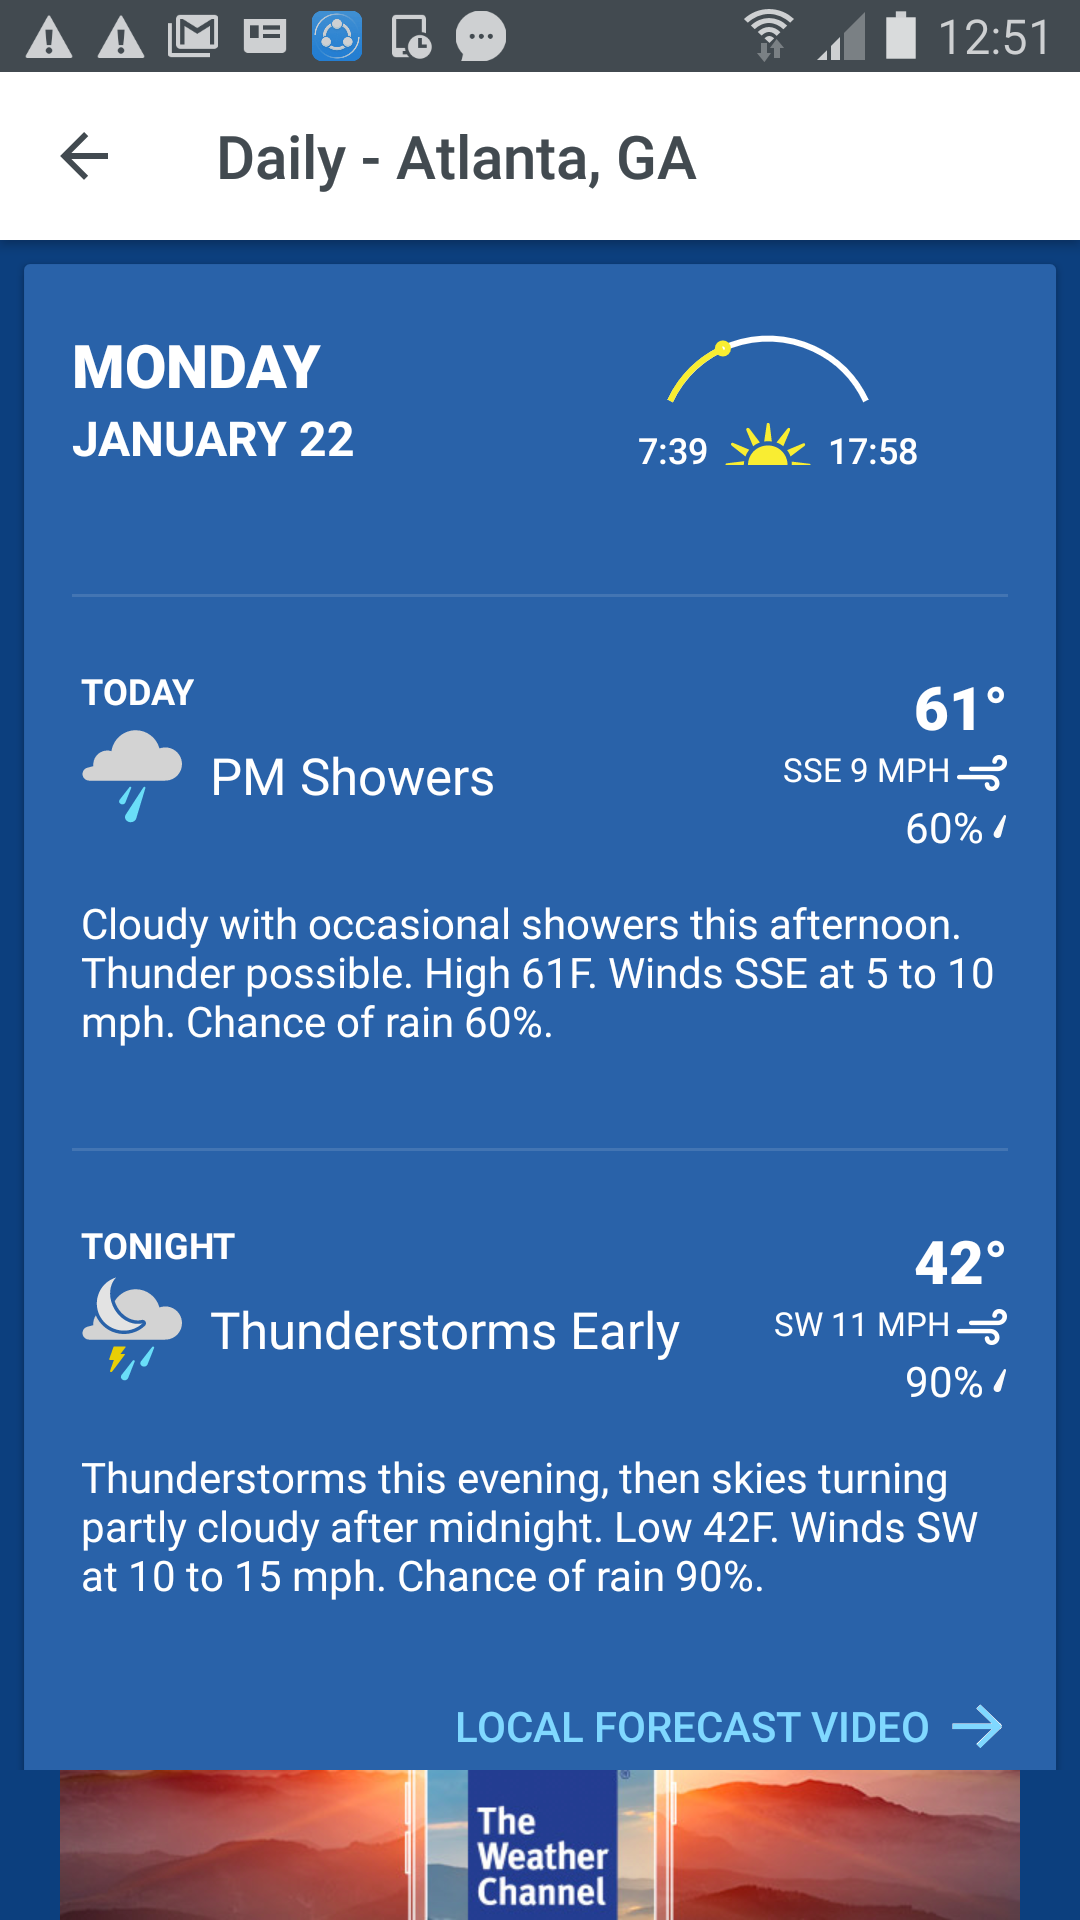 12:51
Daily - Atlanta, GA
MONDAY
JANUARY 22
7:39 17:58
TODAY
61°
PM Showers
SSE 9 MPH
60%
Cloudy with occasional showers this afternoon.
Thunder possible. High 61F. Winds SSE at 5 to 10
mph. Chance of rain 60%.
TONIGHT
42°
Thunderstorms Early
SW 11 MPH
90%
Thunderstorms this evening, then skies turning
partly cloudy after midnight. Low 42F. Winds SW
at 10 to 15 mph. Chance of rain 90%.
LOCAL FORECAST VIDEO
The
Weather
Channel